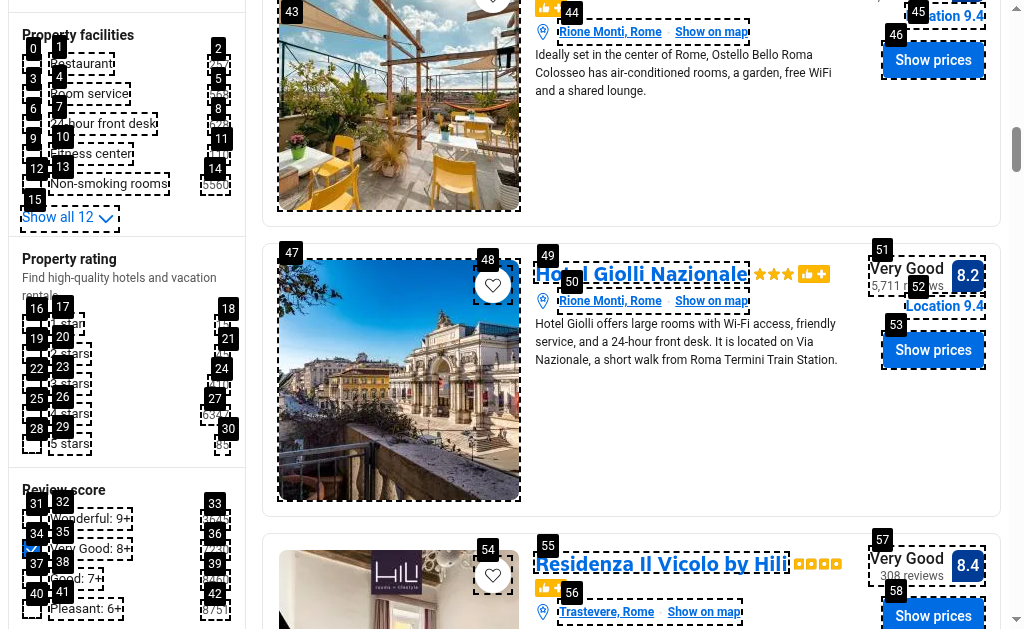 Property facilities
Restaurant
Room service
24-hour front desk
Fitness center
Non-smoking rooms 5560
Show all 12
Property rating
Find high-quality hotels and vacation
rentals
1 star
2 stars
3 stars
4 stars 6347
5 stars 85
Review score
Wonderful: 9+
Very Good: 8+
Good: 7+
Pleasant: 6+ 8751
0
1
2
3
4
5
6
7
8
9
10
11
12
13
14
15
16
17
18
19
20
21
22
23
24
25
26
27
28
29
30
31
32
33
34
35
36
37
38
39
40
41
42
43
44
45
46
Location 9.4
Rione Monti, Rome · Show on map
Show prices
Ideally set in the center of Rome, Ostello Bello Roma
Colosseo has air-conditioned rooms, a garden, free WiFi
and a shared lounge.
47
48
49
50
51
52
53
Hotel Giolli Nazionale
Very Good 8.2
5,711 reviews
Rione Monti, Rome · Show on map
Location 9.4
Hotel Giolli offers large rooms with Wi-Fi access, friendly
service, and a 24-hour front desk. It is located on Via
Nazionale, a short walk from Roma Termini Train Station.
Show prices
54
55
56
57
58
HiLi
Residenza Il Vicolo by Hili
Very Good 8.4
308 reviews
Trastevere, Rome · Show on map
Show prices